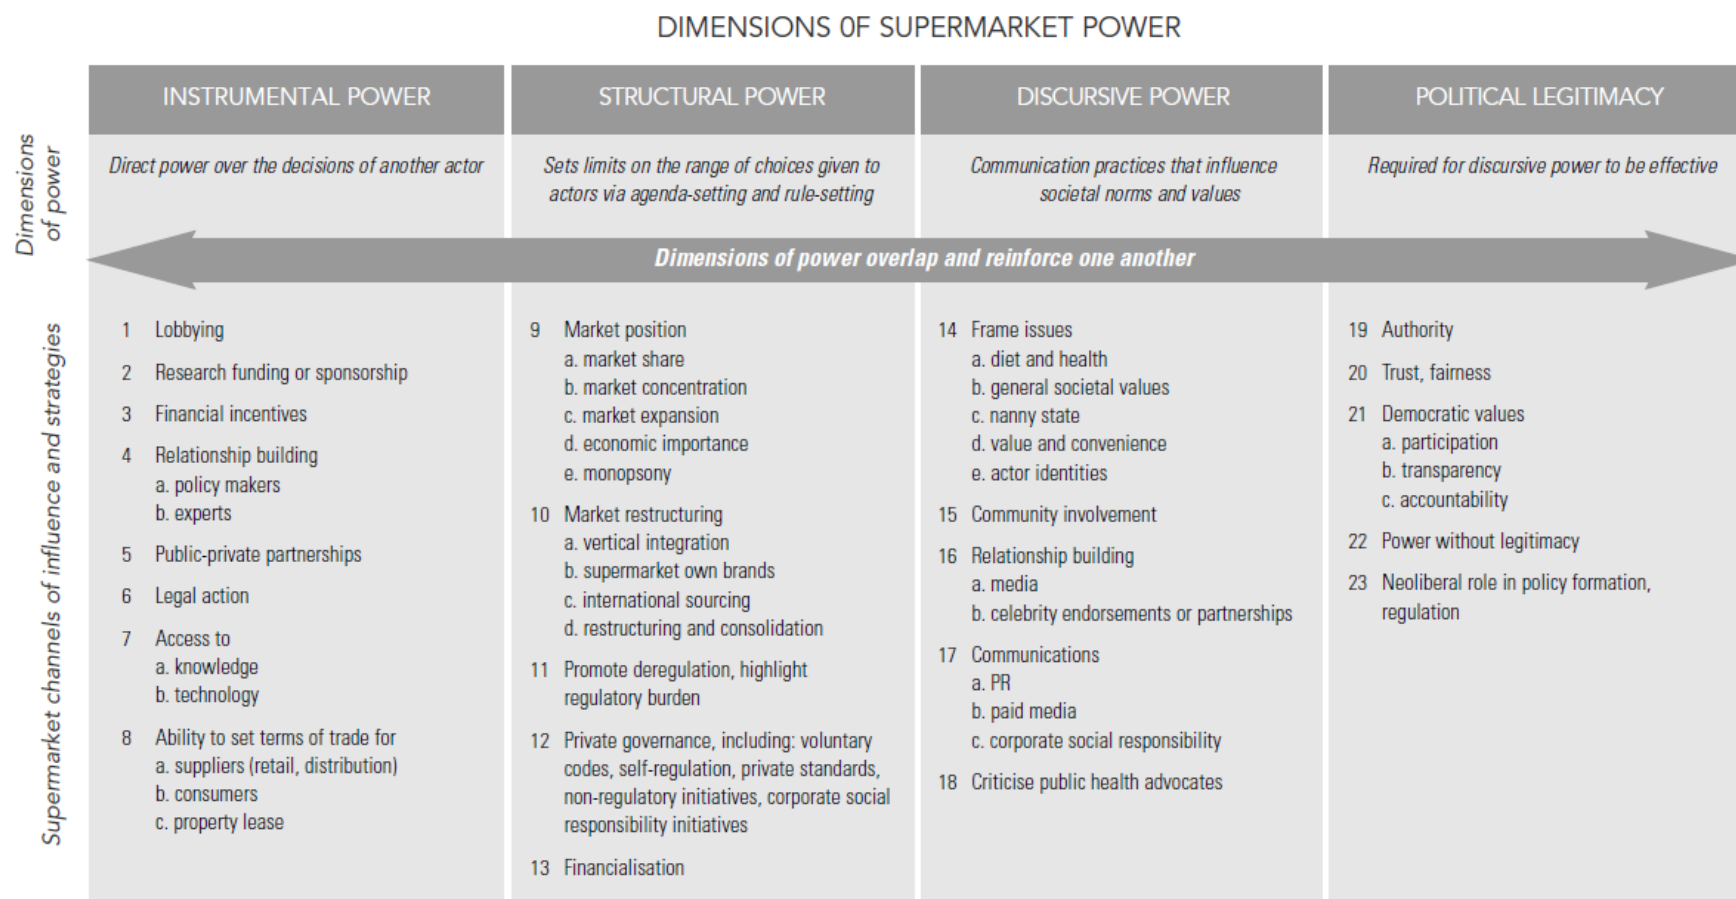 DIMENSIONS 0F SUPERMARKET POWER
Dimensions
of power
INSTRUMENTAL POWER
Direct power over the decisions of another actor
STRUCTURAL POWER
Sets limits on the range of choices given to
actors via agenda-setting and rule-setting
DISCURSIVE POWER
Communication practices that influence
societal norms and values
POLITICAL LEGITIMACY
Required for discursive power to be effective
Dimensions of power overlap and reinforce one another
Supermarket channels of influence and strategies
1 Lobbying
2 Research funding or sponsorship
3 Financial incentives
4 Relationship building
a. policy makers
b. experts
5 Public-private partnerships
6 Legal action
7 Access to
a. knowledge
b. technology
8 Ability to set terms of trade for
a. suppliers (retail, distribution)
b. consumers
c. property lease
9 Market position
a. market share
b. market concentration
c. market expansion
d. economic importance
e. monopsony
10 Market restructuring
a. vertical integration
b. supermarket own brands
c. international sourcing
d. restructuring and consolidation
11 Promote deregulation, highlight
regulatory burden
12 Private governance, including: voluntary
codes, self-regulation, private standards,
non-regulatory initiatives, corporate social
responsibility initiatives
13 Financialisation
14 Frame issues
a. diet and health
b. general societal values
c. nanny state
d. value and convenience
e. actor identities
15 Community involvement
16 Relationship building
a. media
b. celebrity endorsements or partnerships
17 Communications
a. PR
b. paid media
c. corporate social responsibility
18 Criticise public health advocates
19 Authority
20 Trust, fairness
21 Democratic values
a. participation
b. transparency
c. accountability
22 Power without legitimacy
23 Neoliberal role in policy formation,
regulation